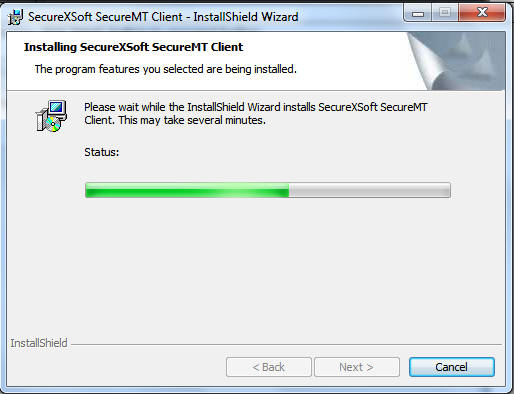 SecureXSoft SecureMT Client - InstallShield Wizard
Installing SecureXSoft SecureMT Client
The program features you selected are being installed.
Please wait while the InstallShield Wizard installs SecureXSoft SecureMT
Client. This may take several minutes.
Status:
InstallShield
< Back
Next >
Cancel